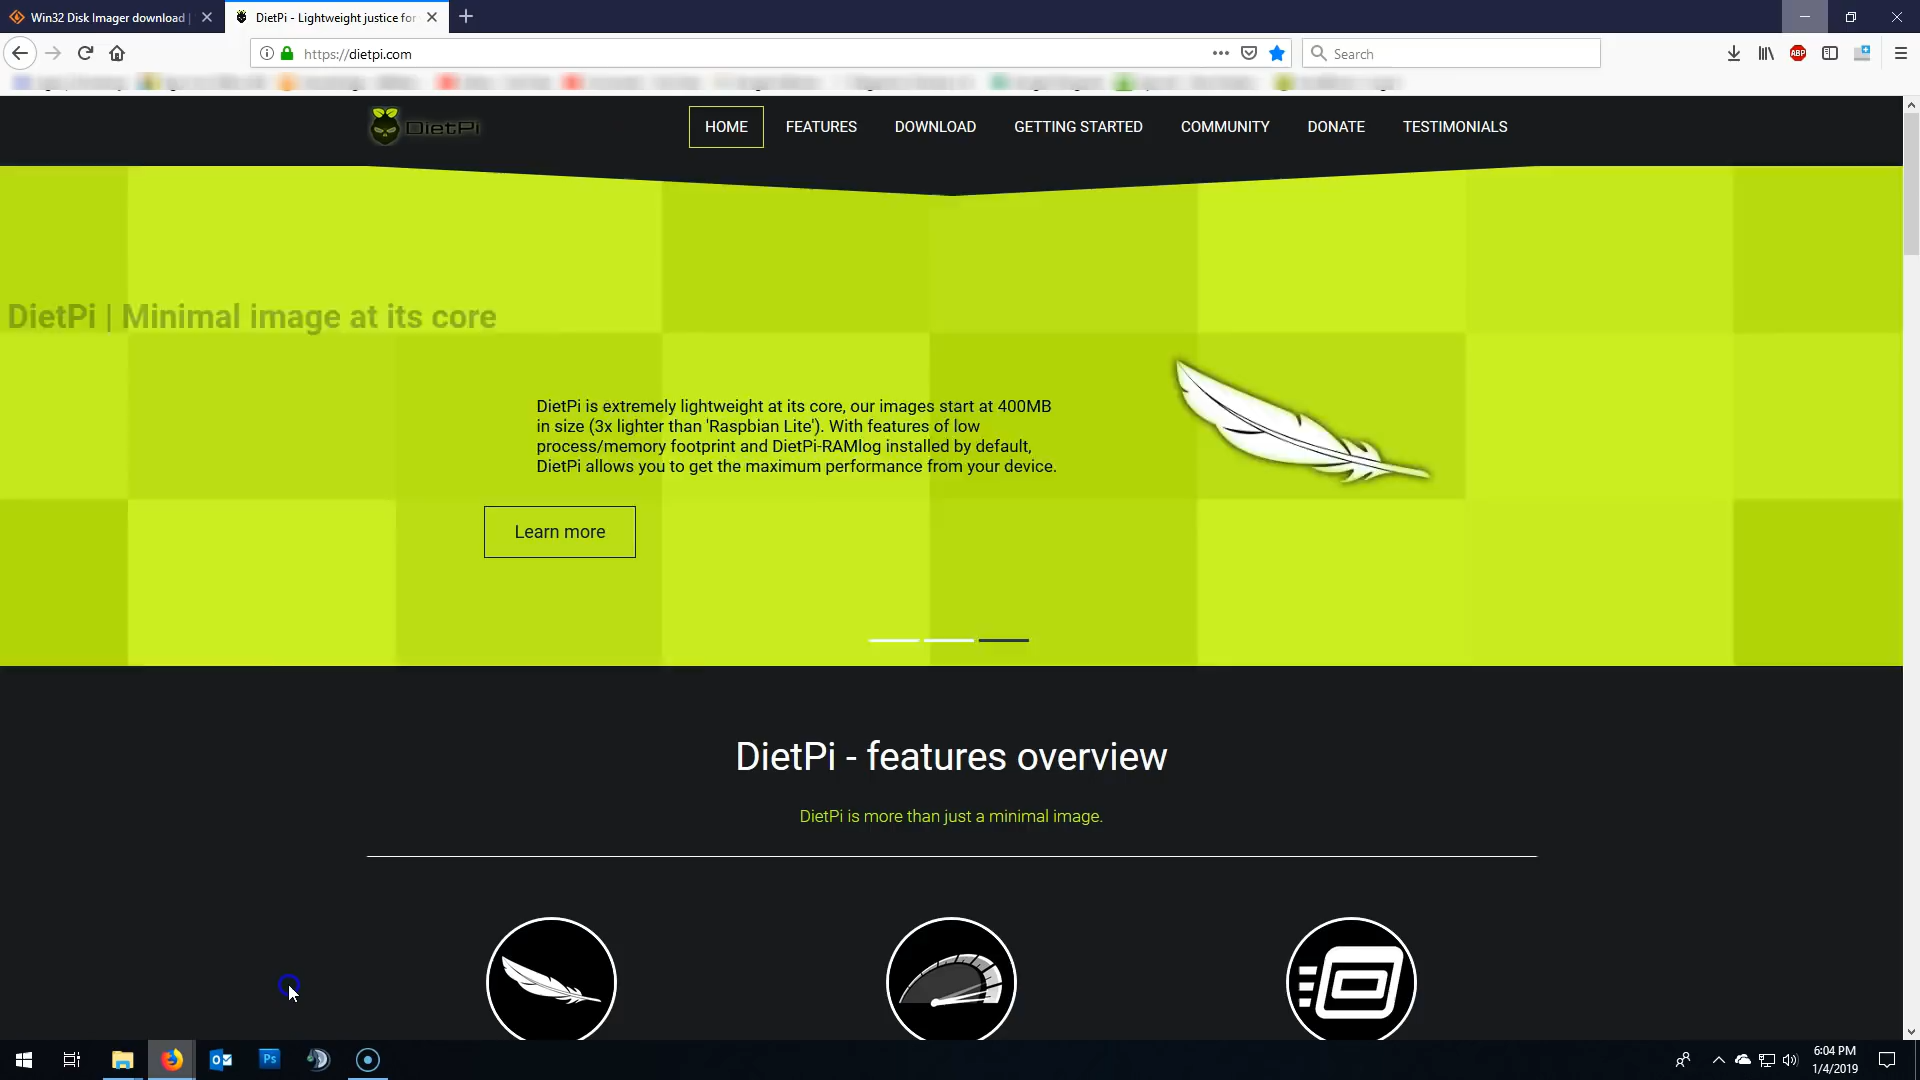 Win32 Disk Imager download |
DietPi - Lightweight justice for
https://dietpi.com
Search
ABP
DietPi
HOME
FEATURES
DOWNLOAD
GETTING STARTED
COMMUNITY
DONATE
TESTIMONIALS
DietPi | Minimal image at its core
DietPi is extremely lightweight at its core, our images start at 400MB
in size (3x lighter than 'Raspbian Lite'). With features of low
process/memory footprint and DietPi-RAMlog installed by default,
DietPi allows you to get the maximum performance from your device.
Learn more
DietPi - features overview
DietPi is more than just a minimal image.
Ps
6:04 PM
1/4/2019